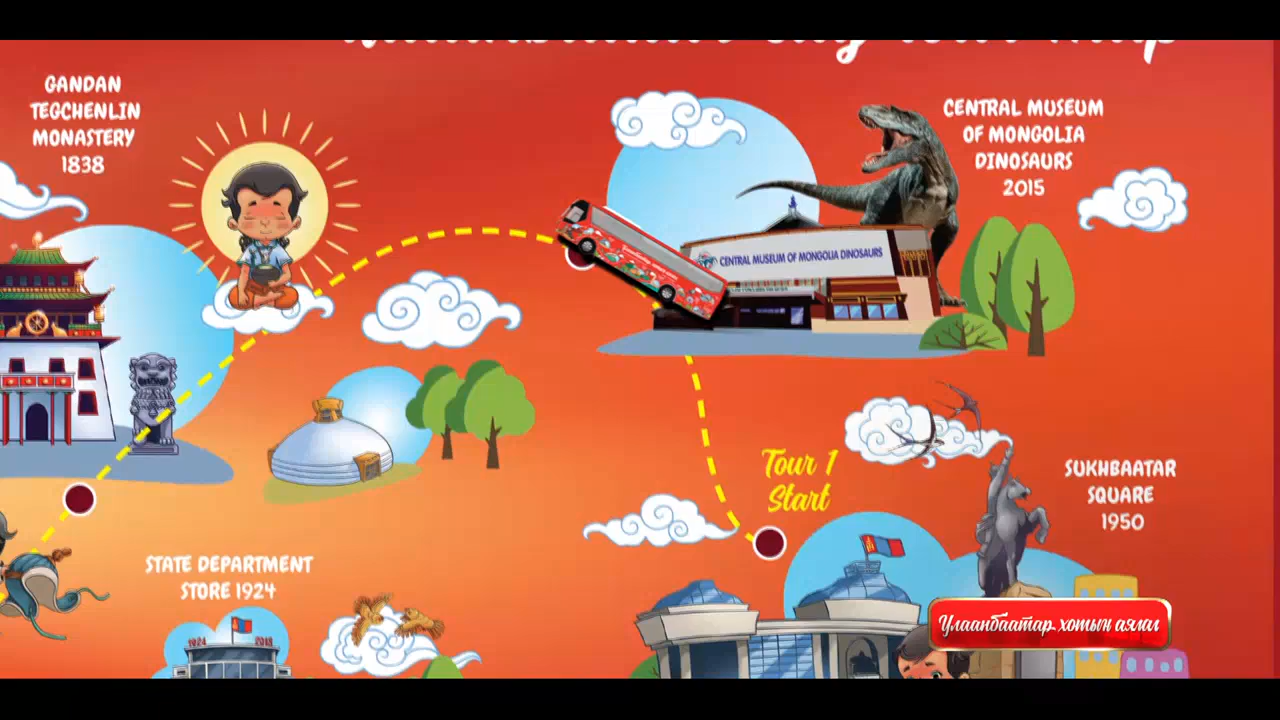 GANDAN
TEGCHENLIN
MONASTERY
1838
CENTRAL MUSEUM
OF MONGOLIA
DINOSAURS
2015
CENTRAL MUSEUM OF MONGOLIA DINOSAURS
Tour 1
Start
SUKHBAATAR
SQUARE
1950
STATE DEPARTMENT
STORE 1924
1924 2018
Улаанбаатар хотын аялал